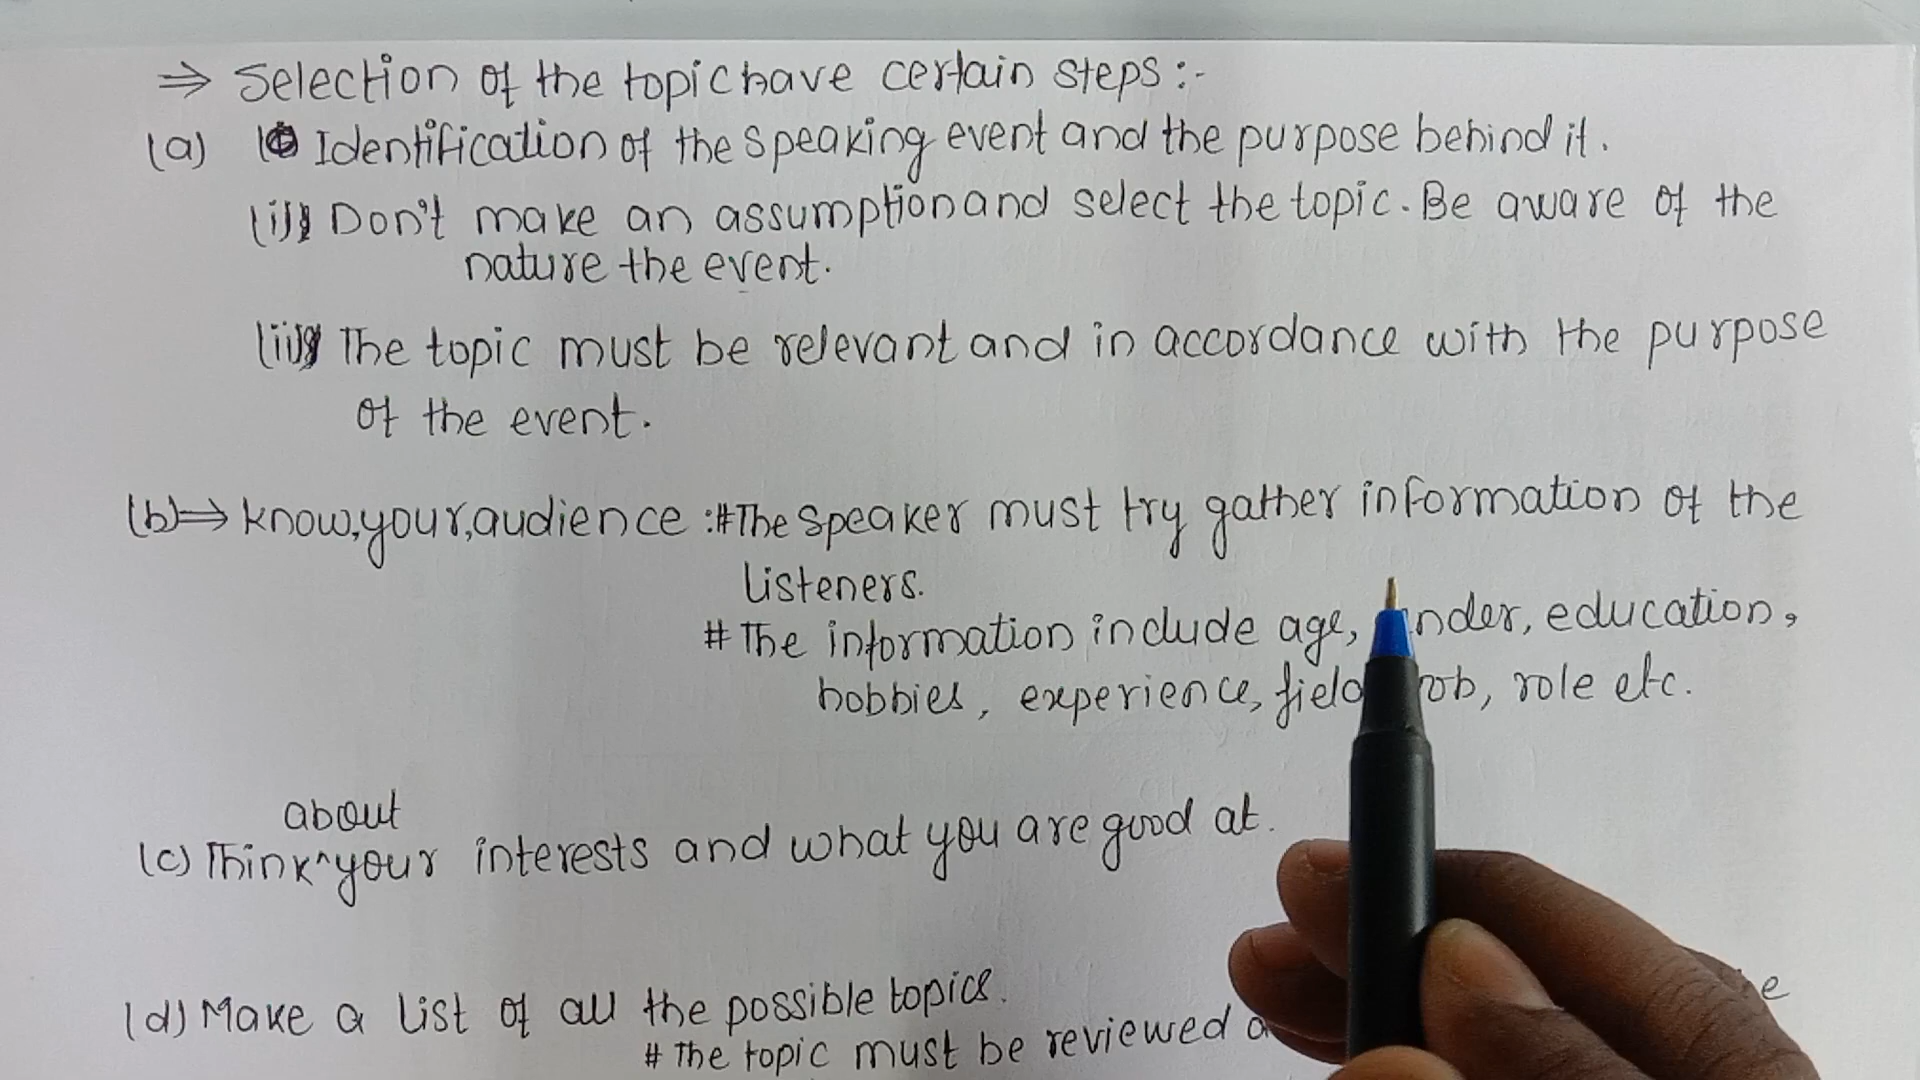 ⇒ Selection of the topic have certain steps :-
(a) Identification of the speaking event and the purpose behind it.
(i) Don't make an assumption and select the topic. Be aware of the
nature the event.
(ii) The topic must be relevant and in accordance with the purpose
of the event.
(b)⇒ know, your, audience :# The speaker must try gather information of the
listeners.
# The information include age, education,
hobbies, experience, role etc.
about
(c) Think ^ your interests and what you are good at.
(d) Make a list of all the possible topics.
# The topic must be reviewed